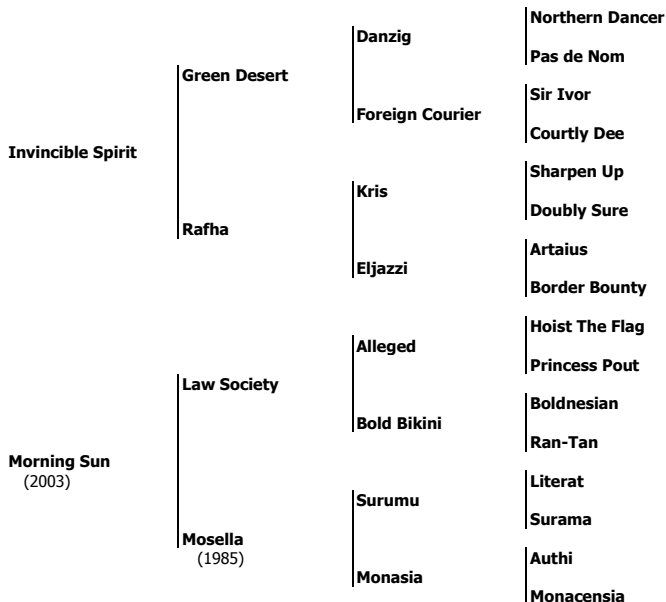 Northern Dancer
Danzig
Pas de Nom
Green Desert
Sir Ivor
Foreign Courier
Courtly Dee
Invincible Spirit
Sharpen Up
Kris
Doubly Sure
Rafha
Artaius
Eljazzi
Border Bounty
Hoist The Flag
Alleged
Princess Pout
Law Society
Boldnesian
Bold Bikini
Ran-Tan
Morning Sun
(2003)
Literat
Surumu
Surama
Mosella
(1985)
Authi
Monasia
Monacensia